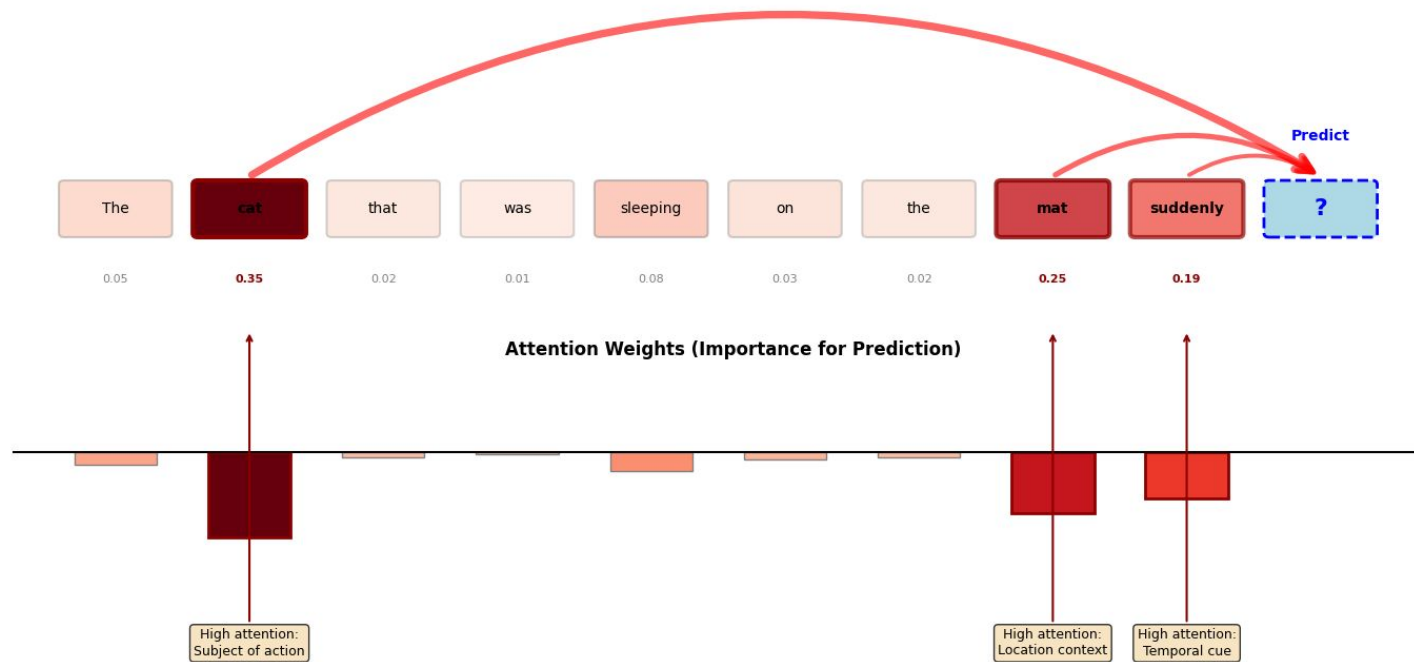 Predict
The cat that was sleeping on the mat suddenly ?
0.05 0.35 0.02 0.01 0.08 0.03 0.02 0.25 0.19
Attention Weights (Importance for Prediction)
High attention: High attention: High attention:
Subject of action Location context Temporal cue